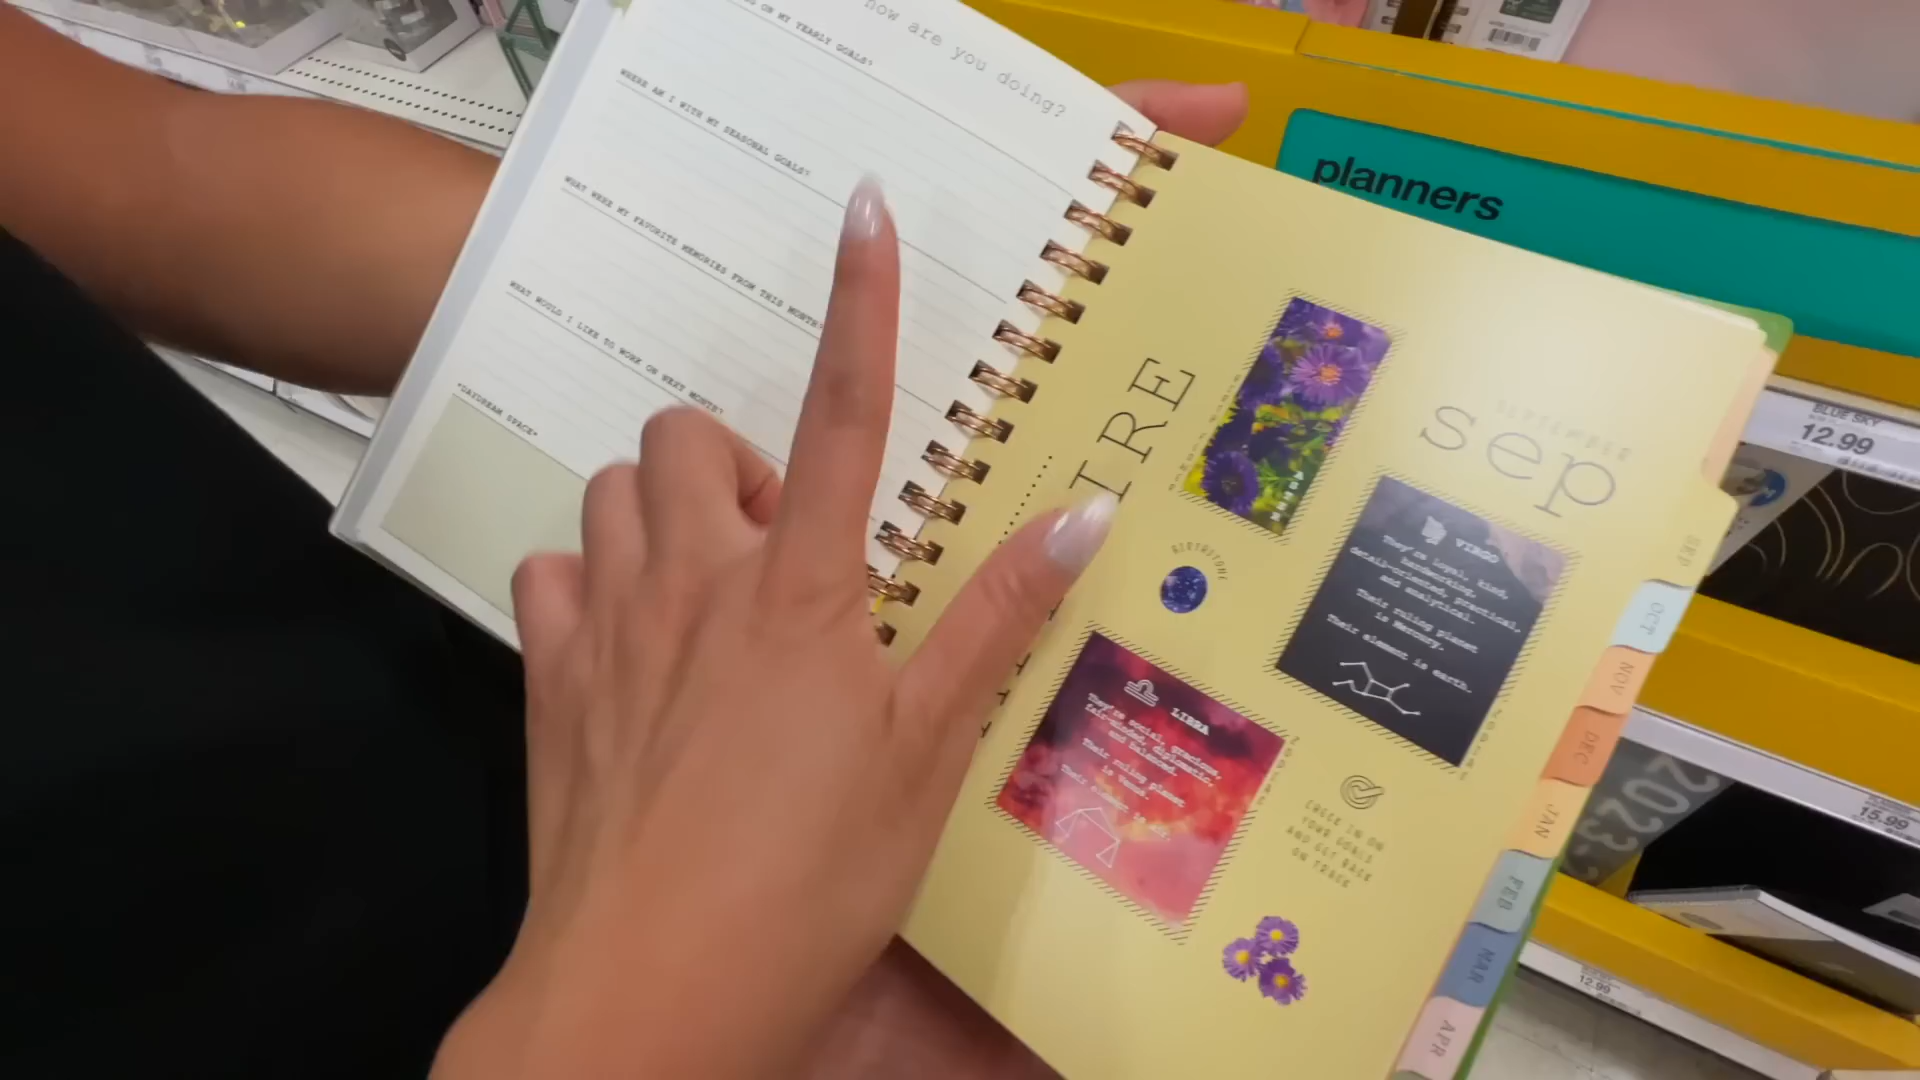 how are you doing?
ON MY YEARLY GOALS?
WHERE AM I WITH MY SEASONAL GOALS?
WHAT WERE MY FAVORITE MEMORIES FROM THIS MONTH?
WHAT WOULD I LIKE TO WORK ON NEXT MONTH?
*DAYDREAM SPACE*
planners
IRE
sep
SEPTEMBER
BIRTHSTONE
VIRGO
They're loyal, kind,
hardworking,
detail-oriented, practical,
and analytical.
Their ruling planet
is Mercury.
Their element is earth.
LIBRA
They're social, gracious,
fair-minded, diplomatic,
and balanced.
Their ruling planet
is Venus.
Their element is air.
CHECK IN ON
YOUR GOALS
AND GET BACK
ON TRACK
SEP
OCT
NOV
DEC
JAN
FEB
MAR
APR
BLUE SKY
12.99
15.99
12.99
2023